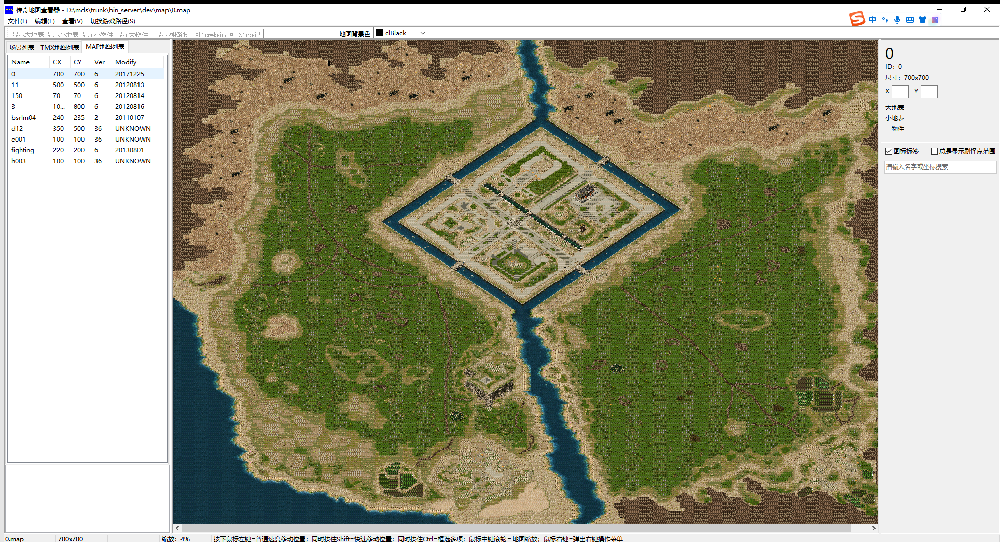 传奇地图查看器 - D:\mds\trunk\bin_server\dev\map\0.map
文件(F) 编辑(E) 查看(V) 切换游戏路径(S)
中
显示大地表 显示小地表 显示小物件 显示大物件 显示网格线 可行走标记 可飞行标记 地图背景色 clBlack
场景列表 TMX地图列表 MAP地图列表
Name CX CY Ver Modify
0 700 700 6 20171225
11 500 500 6 20120813
150 70 70 6 20120814
3 10... 800 6 20120816
bsrlm04 240 235 2 20110107
d12 350 500 36 UNKNOWN
e001 100 100 36 UNKNOWN
fighting 220 200 6 20130801
h003 100 100 36 UNKNOWN
0
ID: 0
尺寸: 700x700
X Y
大地表
小地表
物件
图标标签 总是显示刷怪点范围
请输入名字或坐标搜索
0.map 700x700 缩放: 4% 按下鼠标左键=普通速度移动位置; 同时按住Shift=快速移动位置; 同时按住Ctrl=框选多项; 鼠标中键滚轮=地图缩放; 鼠标右键=弹出右键操作菜单